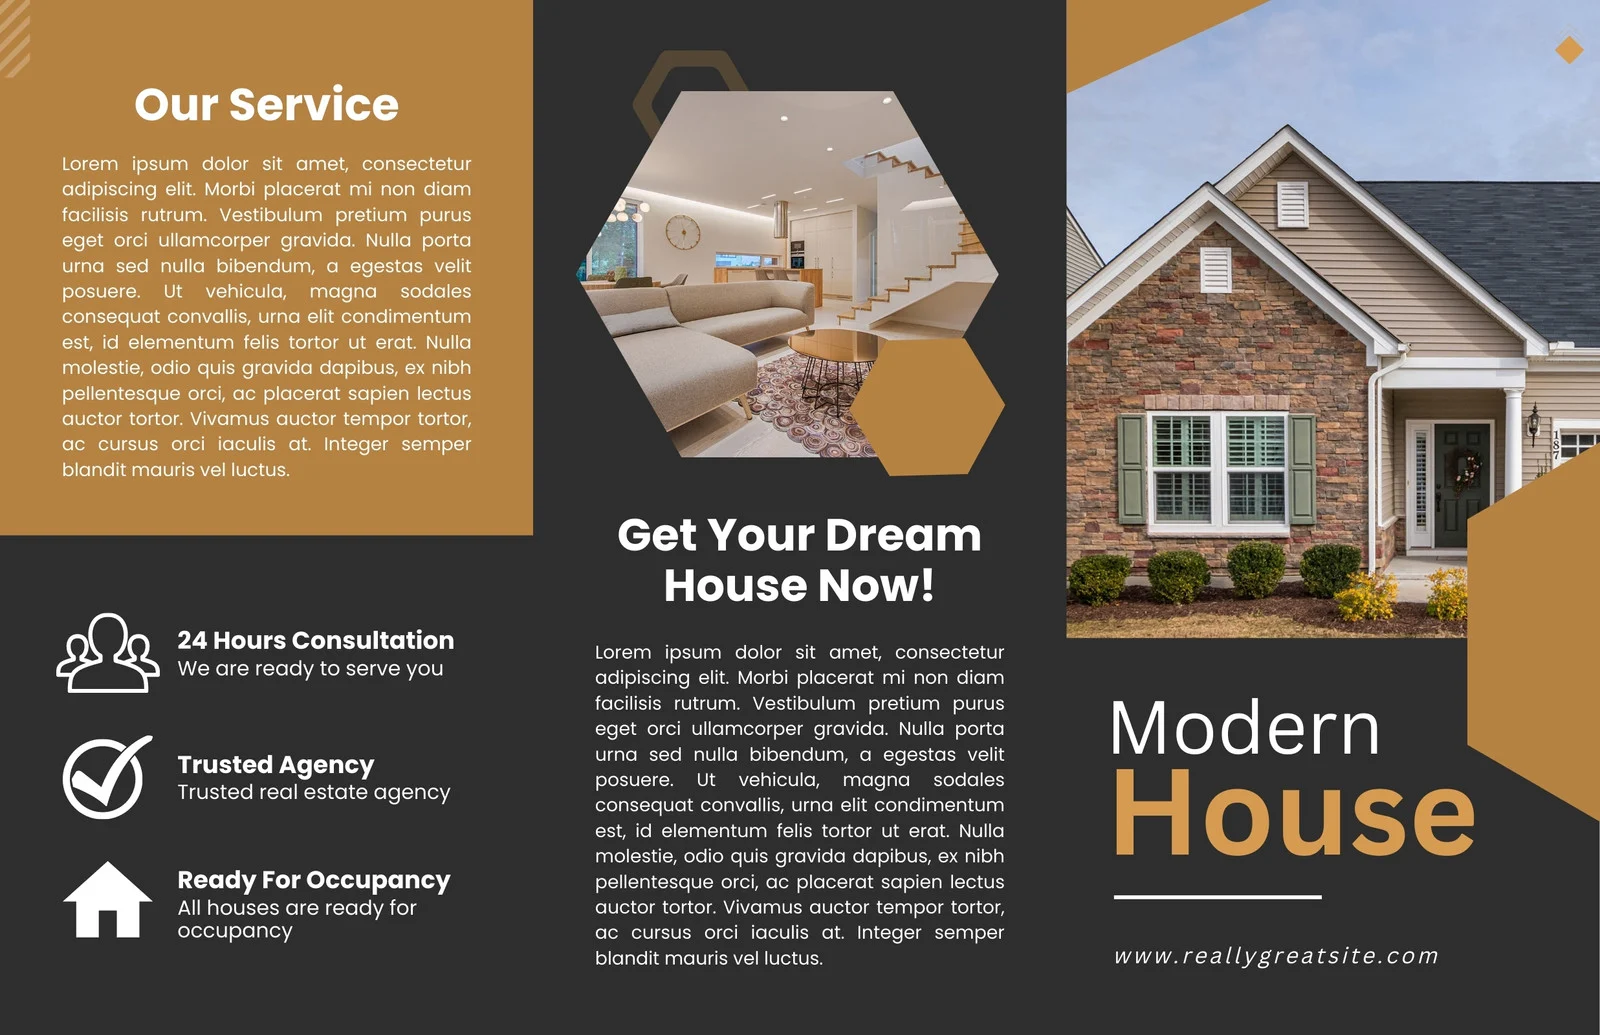 Our Service
Lorem ipsum dolor sit amet, consectetur
adipiscing elit. Morbi placerat mi non diam
facilisis rutrum. Vestibulum pretium purus
eget orci ullamcorper gravida. Nulla porta
urna sed nulla bibendum, a egestas velit
posuere. Ut vehicula, magna sodales
consequat convallis, urna elit condimentum
est, id elementum felis tortor ut erat. Nulla
molestie, odio quis gravida dapibus, ex nibh
pellentesque orci, ac placerat sapien lectus
auctor tortor. Vivamus auctor tempor tortor,
ac cursus orci iaculis at. Integer semper
blandit mauris vel luctus.
24 Hours Consultation
We are ready to serve you
Trusted Agency
Trusted real estate agency
Ready For Occupancy
All houses are ready for
occupancy
Get Your Dream
House Now!
Lorem ipsum dolor sit amet, consectetur
adipiscing elit. Morbi placerat mi non diam
facilisis rutrum. Vestibulum pretium purus
eget orci ullamcorper gravida. Nulla porta
urna sed nulla bibendum, a egestas velit
posuere. Ut vehicula, magna sodales
consequat convallis, urna elit condimentum
est, id elementum felis tortor ut erat. Nulla
molestie, odio quis gravida dapibus, ex nibh
pellentesque orci, ac placerat sapien lectus
auctor tortor. Vivamus auctor tempor tortor,
ac cursus orci iaculis at. Integer semper
blandit mauris vel luctus.
187
Modern
House
www.reallygreatsite.com